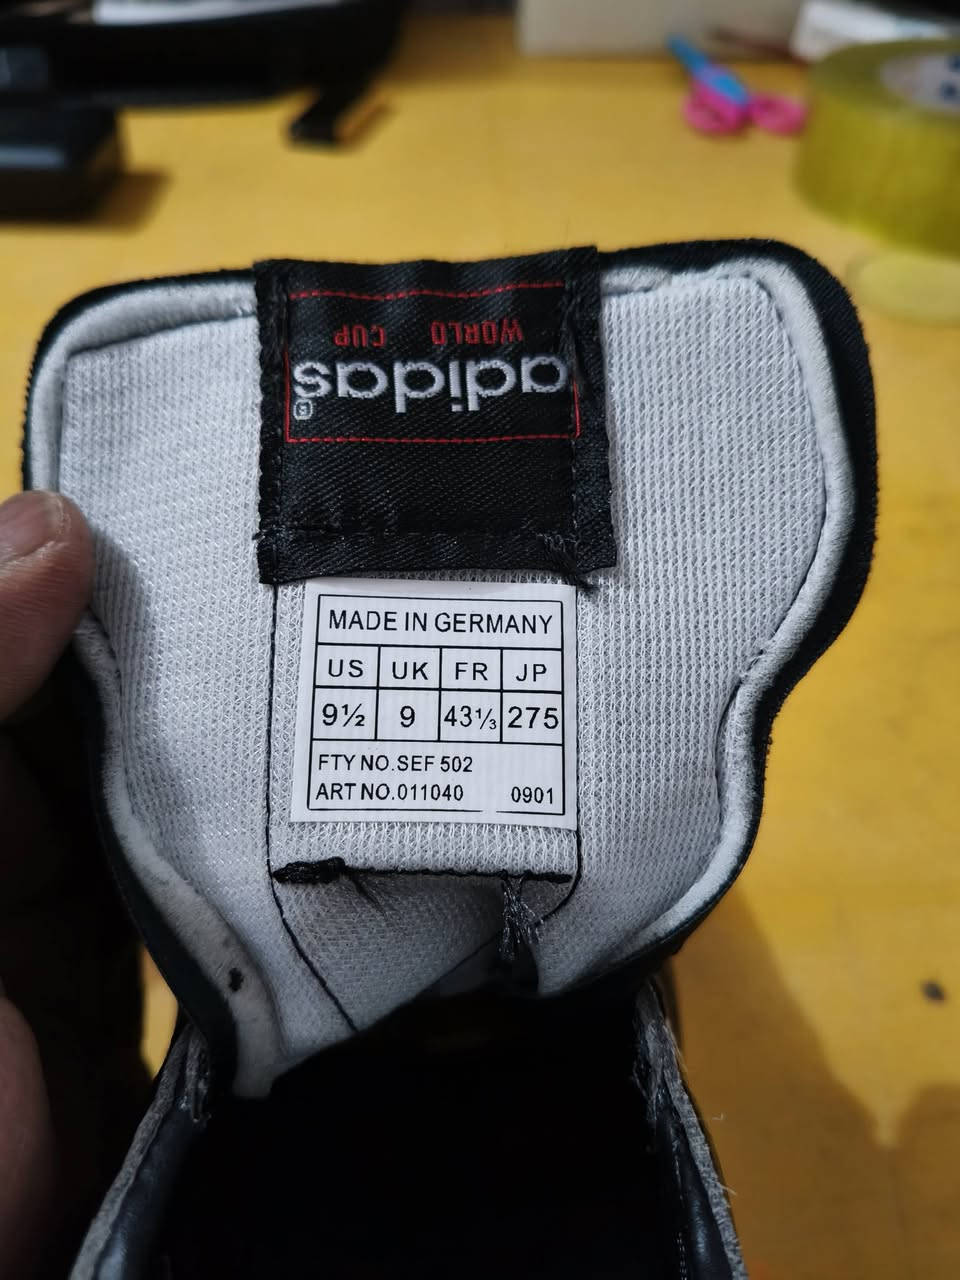 WORLD CUP
adidas
®
MADE IN GERMANY
US UK FR JP
9½ 9 43⅓ 275
FTY NO.SEF 502
ART NO.011040 0901